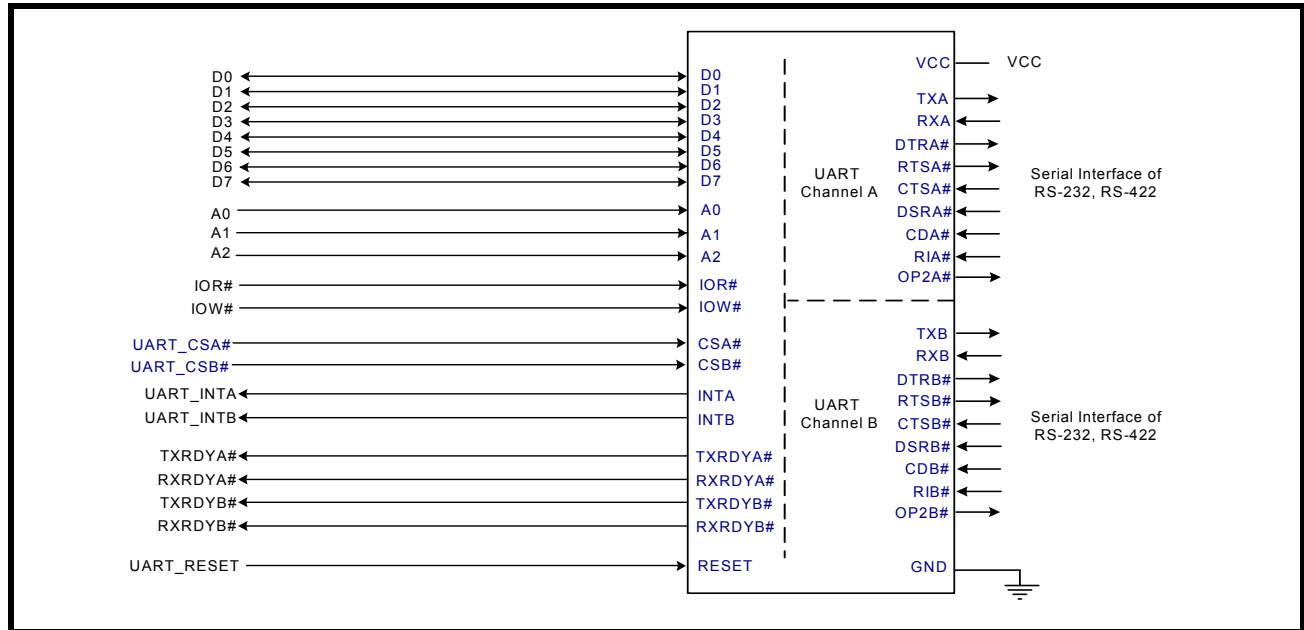 D0
D1
D2
D3
D4
D5
D6
D7
A0
A1
A2
IOR#
IOW#
UART_CSA#
UART_CSB#
UART_INTA
UART_INTB
TXRDYA#
RXRDYA#
TXRDYB#
RXRDYB#
UART_RESET
D0
D1
D2
D3
D4
D5
D6
D7
A0
A1
A2
IOR#
IOW#
CSA#
CSB#
INTA
INTB
TXRDYA#
RXRDYA#
TXRDYB#
RXRDYB#
RESET
UART
Channel A
UART
Channel B
VCC
TXA
RXA
DTRA#
RTSA#
CTSA#
DSRA#
CDA#
RIA#
OP2A#
TXB
RXB
DTRB#
RTSB#
CTSB#
DSRB#
CDB#
RIB#
OP2B#
GND
VCC
Serial Interface of
RS-232, RS-422
Serial Interface of
RS-232, RS-422